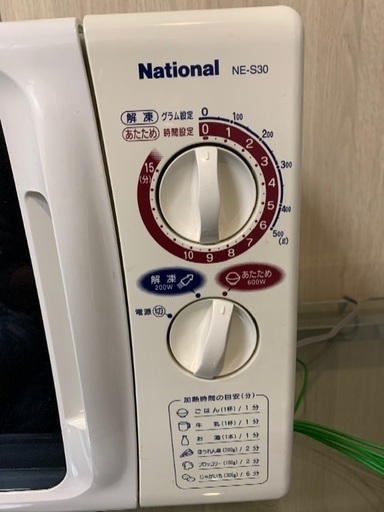 National NE-S30
解凍 グラム設定 0 100 200 300 400 500(g)
あたため 時間設定 0 1 2 3 4 5 6 7 8 9 10 15(分)
解凍 200W
あたため 600W
電源 切
加熱時間の目安(分)
ごはん(1杯)/1分
牛乳(1杯)/1分
お酒(1本)/1分
ほうれん草(200g)/2分
ブロッコリー(100g)/2分
じゃがいも(300g)/6分